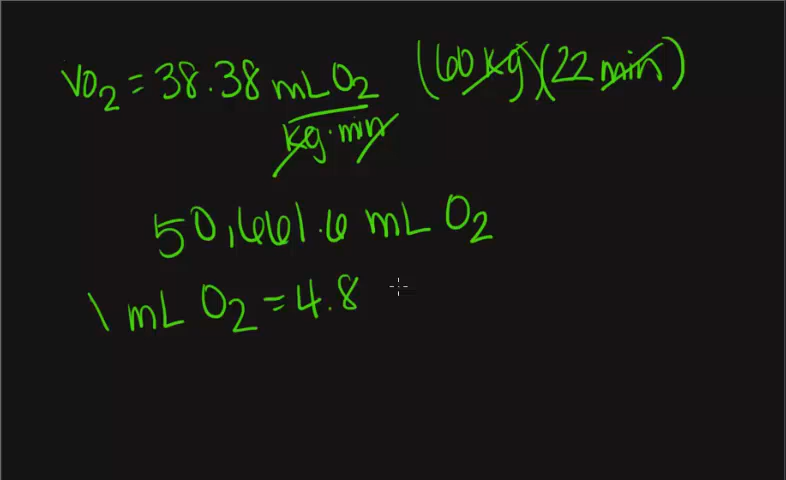 VO2 = 38.38 mL O2 / kg · min (60 kg)(22 min)
50,661.6 mL O2
1 mL O2 = 4.8